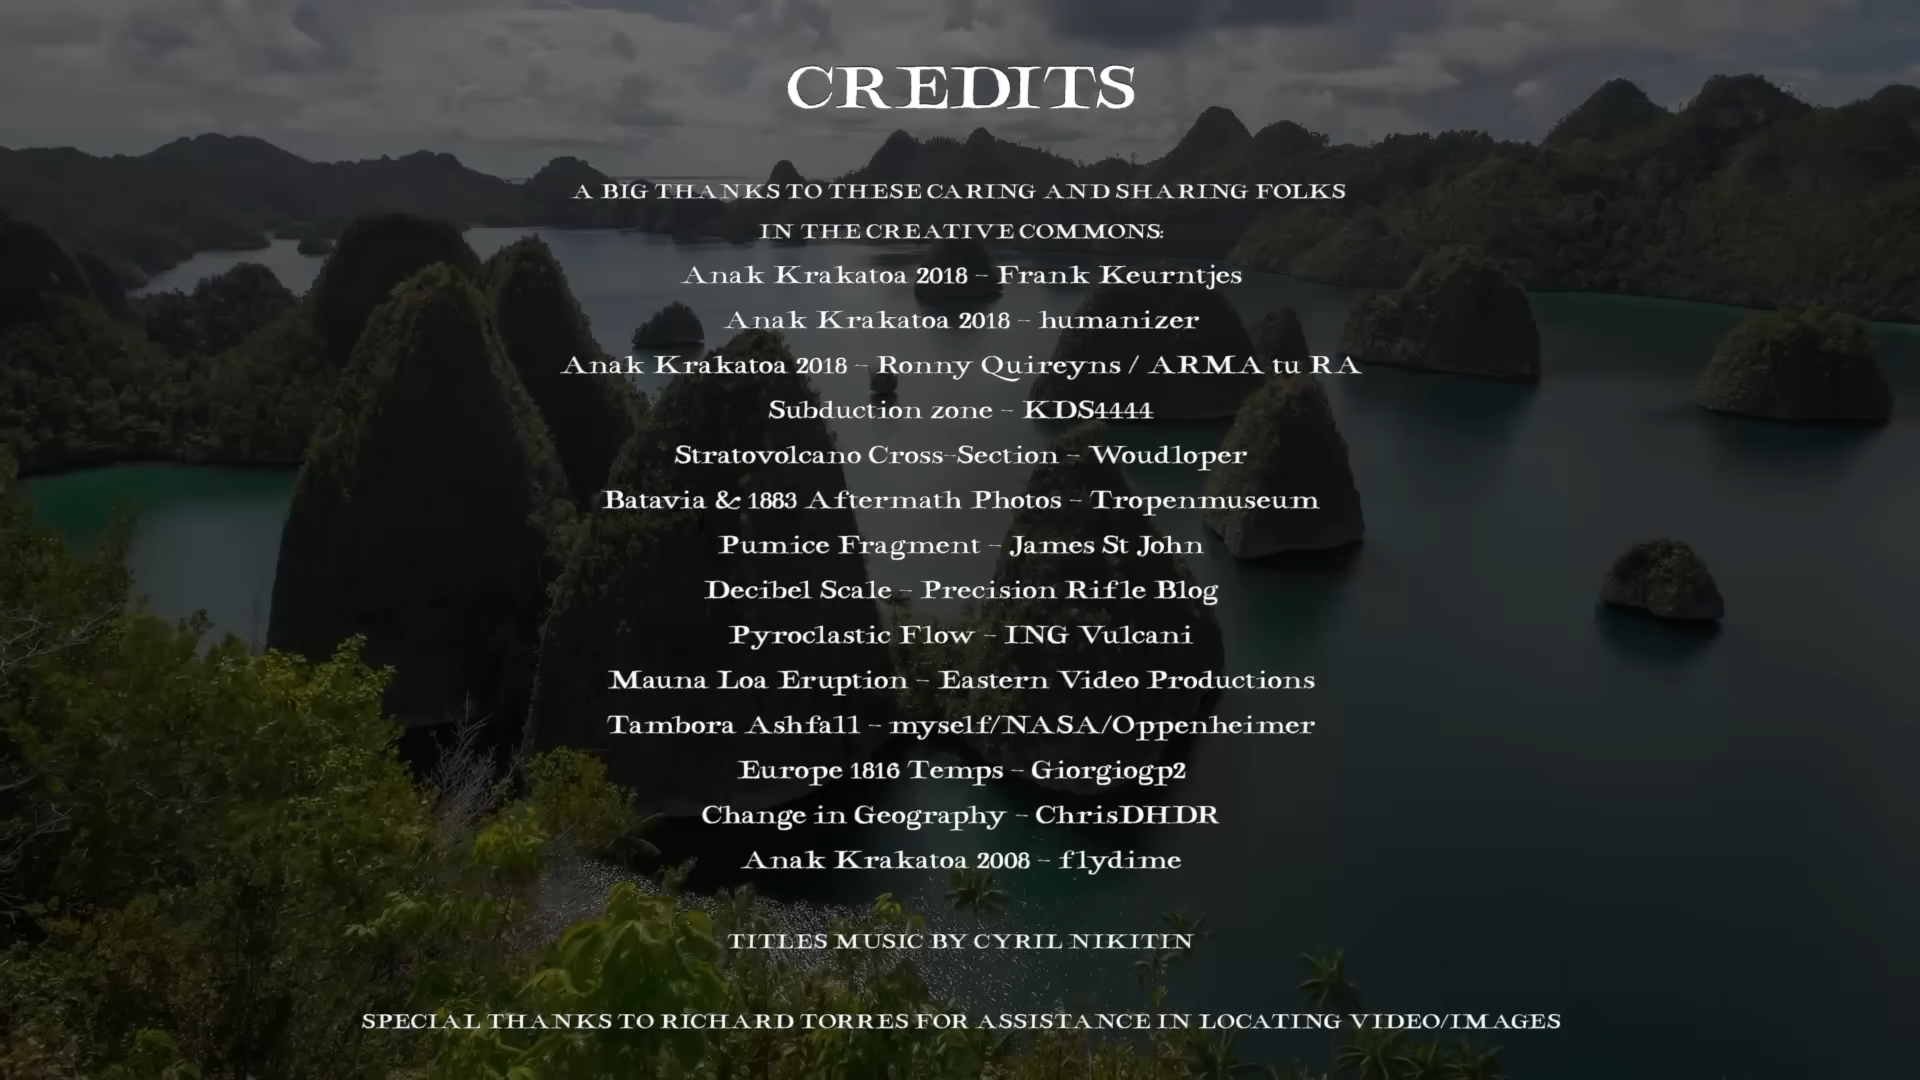 CREDITS
A BIG THANKS TO THESE CARING AND SHARING FOLKS
IN THE CREATIVE COMMONS:
Anak Krakatoa 2018 - Frank Keurntjes
Anak Krakatoa 2018 - humanizer
Anak Krakatoa 2018 - Ronny Quireyns / ARMA tu RA
Subduction zone - KDS4444
Stratovolcano Cross-Section - Woudloper
Batavia & 1883 Aftermath Photos - Tropenmuseum
Pumice Fragment - James St John
Decibel Scale - Precision Rifle Blog
Pyroclastic Flow - ING Vulcani
Mauna Loa Eruption - Eastern Video Productions
Tambora Ashfall - myself/NASA/Oppenheimer
Europe 1816 Temps - Giorgiogp2
Change in Geography - ChrisDHDR
Anak Krakatoa 2008 - flydime
TITLES MUSIC BY CYRIL NIKITIN
SPECIAL THANKS TO RICHARD TORRES FOR ASSISTANCE IN LOCATING VIDEO/IMAGES